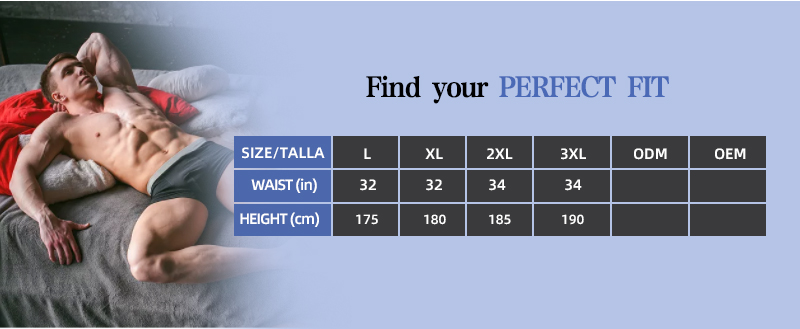 Find your PERFECT FIT
SIZE/TALLA L XL 2XL 3XL ODM OEM
WAIST (in) 32 32 34 34
HEIGHT (cm) 175 180 185 190